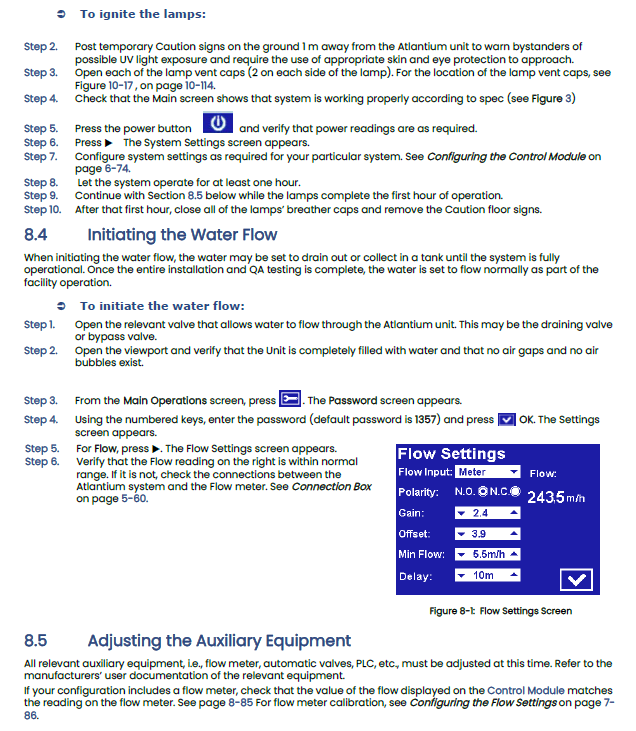 ➲ To ignite the lamps:
Step 2. Post temporary Caution signs on the ground 1 m away from the Atlantium unit to warn bystanders of
possible UV light exposure and require the use of appropriate skin and eye protection to approach.
Step 3. Open each of the lamp vent caps (2 on each side of the lamp). For the location of the lamp vent caps, see
Figure 10-17 , on page 10-114.
Step 4. Check that the Main screen shows that system is working properly according to spec (see Figure 3)
Step 5. Press the power button and verify that power readings are as required.
Step 6. Press ▶ The System Settings screen appears.
Step 7. Configure system settings as required for your particular system. See Configuring the Control Module on
page 6-74.
Step 8. Let the system operate for at least one hour.
Step 9. Continue with Section 8.5 below while the lamps complete the first hour of operation.
Step 10. After that first hour, close all of the lamps' breather caps and remove the Caution floor signs.
8.4 Initiating the Water Flow
When initiating the water flow, the water may be set to drain out or collect in a tank until the system is fully
operational. Once the entire installation and QA testing is complete, the water is set to flow normally as part of the
facility operation.
➲ To initiate the water flow:
Step 1. Open the relevant valve that allows water to flow through the Atlantium unit. This may be the draining valve
or bypass valve.
Step 2. Open the viewport and verify that the Unit is completely filled with water and that no air gaps and no air
bubbles exist.
Step 3. From the Main Operations screen, press . The Password screen appears.
Step 4. Using the numbered keys, enter the password (default password is 1357) and press OK. The Settings
screen appears.
Step 5. For Flow, press ▶. The Flow Settings screen appears.
Step 6. Verify that the Flow reading on the right is within normal
range. If it is not, check the connections between the
Atlantium system and the Flow meter. See Connection Box
on page 5-60.
Flow Settings
Flow Input: Meter Flow:
Polarity: N.O. N.C. 243.5 m/h
Gain: 2.4
Offset: 3.9
Min Flow: 5.5m/h
Delay: 10m
Figure 8-1: Flow Settings Screen
8.5 Adjusting the Auxiliary Equipment
All relevant auxiliary equipment, i.e., flow meter, automatic valves, PLC, etc., must be adjusted at this time. Refer to the
manufacturers' user documentation of the relevant equipment.
If your configuration includes a flow meter, check that the value of the flow displayed on the Control Module matches
the reading on the flow meter. See page 8-85 For flow meter calibration, see Configuring the Flow Settings on page 7-
86.